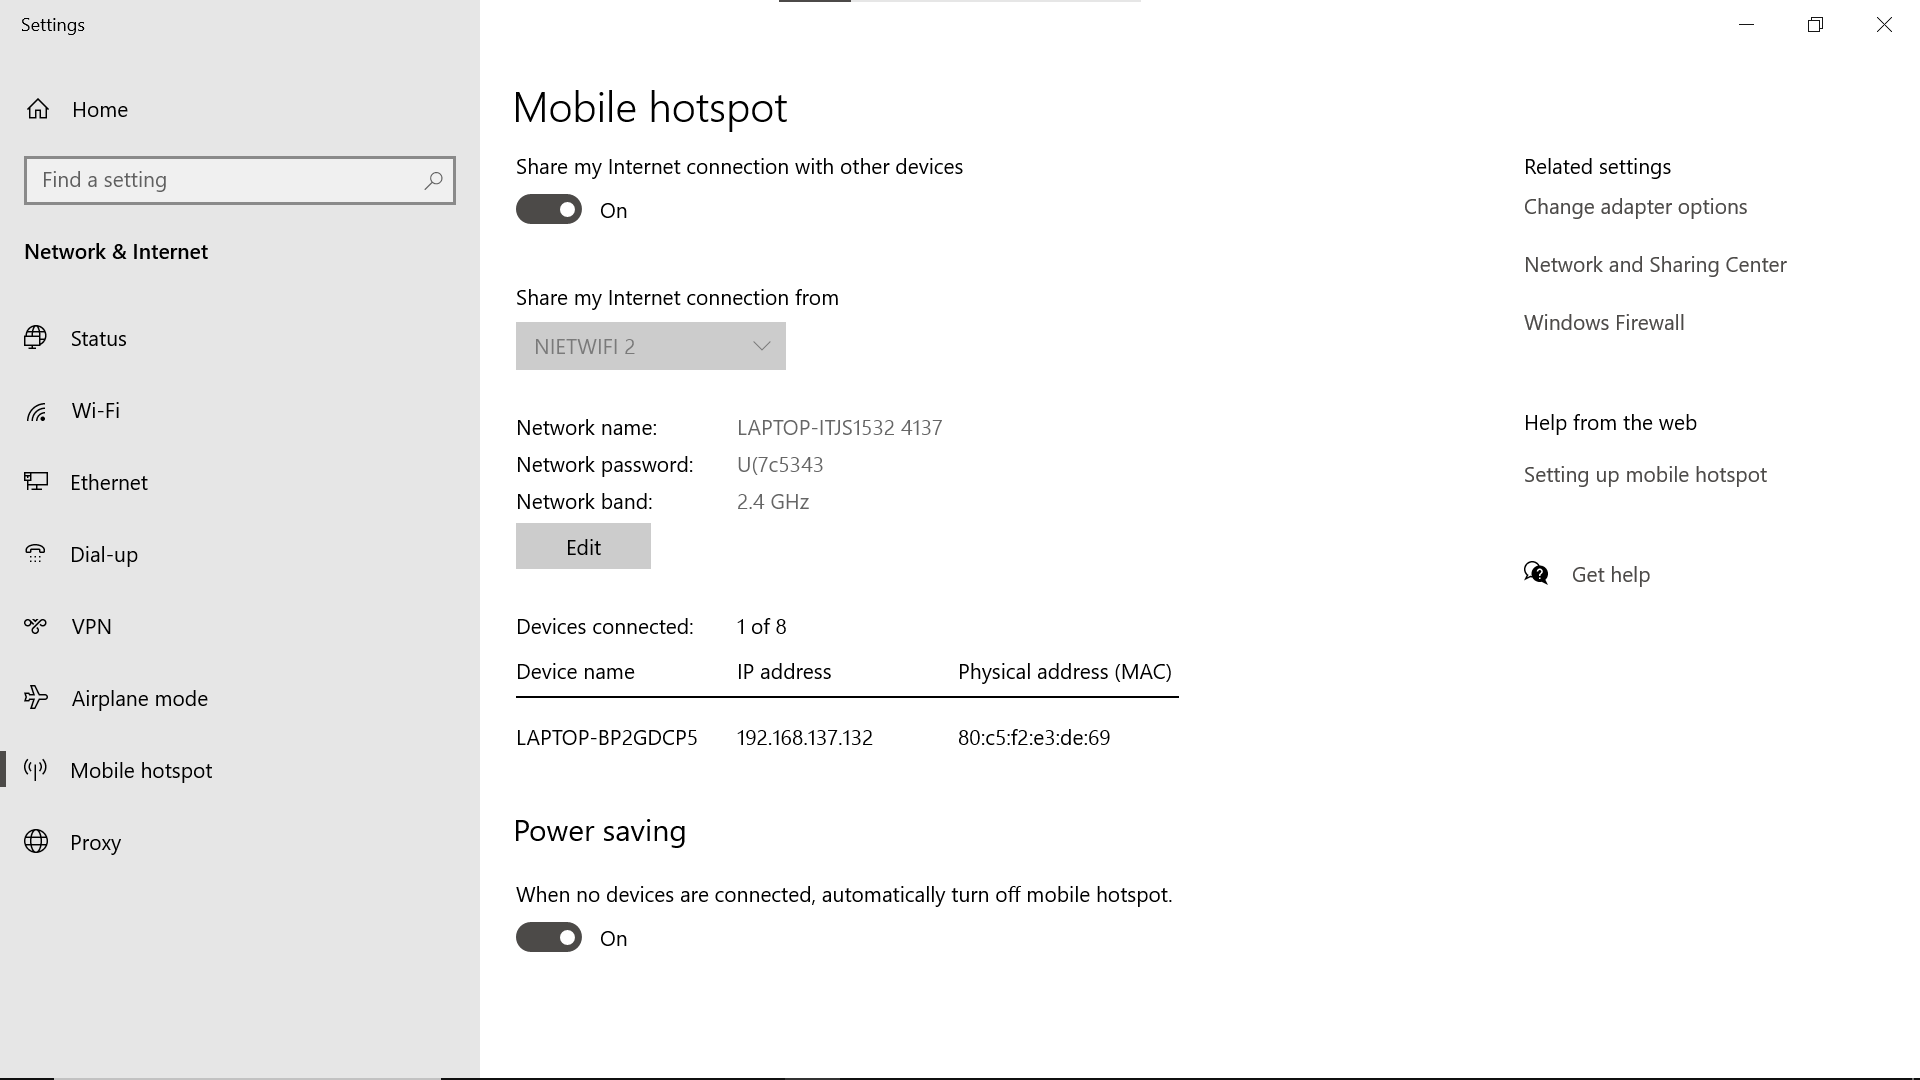 Settings
Home
Find a setting
Network & Internet
Status
Wi-Fi
Ethernet
Dial-up
VPN
Airplane mode
Mobile hotspot
Proxy
Mobile hotspot
Share my Internet connection with other devices
On
Share my Internet connection from
NIETWIFI 2
Network name: LAPTOP-ITJS1532 4137
Network password: U(7c5343
Network band: 2.4 GHz
Edit
Devices connected: 1 of 8
Device name IP address Physical address (MAC)
LAPTOP-BP2GDCP5 192.168.137.132 80:c5:f2:e3:de:69
Power saving
When no devices are connected, automatically turn off mobile hotspot.
On
Related settings
Change adapter options
Network and Sharing Center
Windows Firewall
Help from the web
Setting up mobile hotspot
Get help